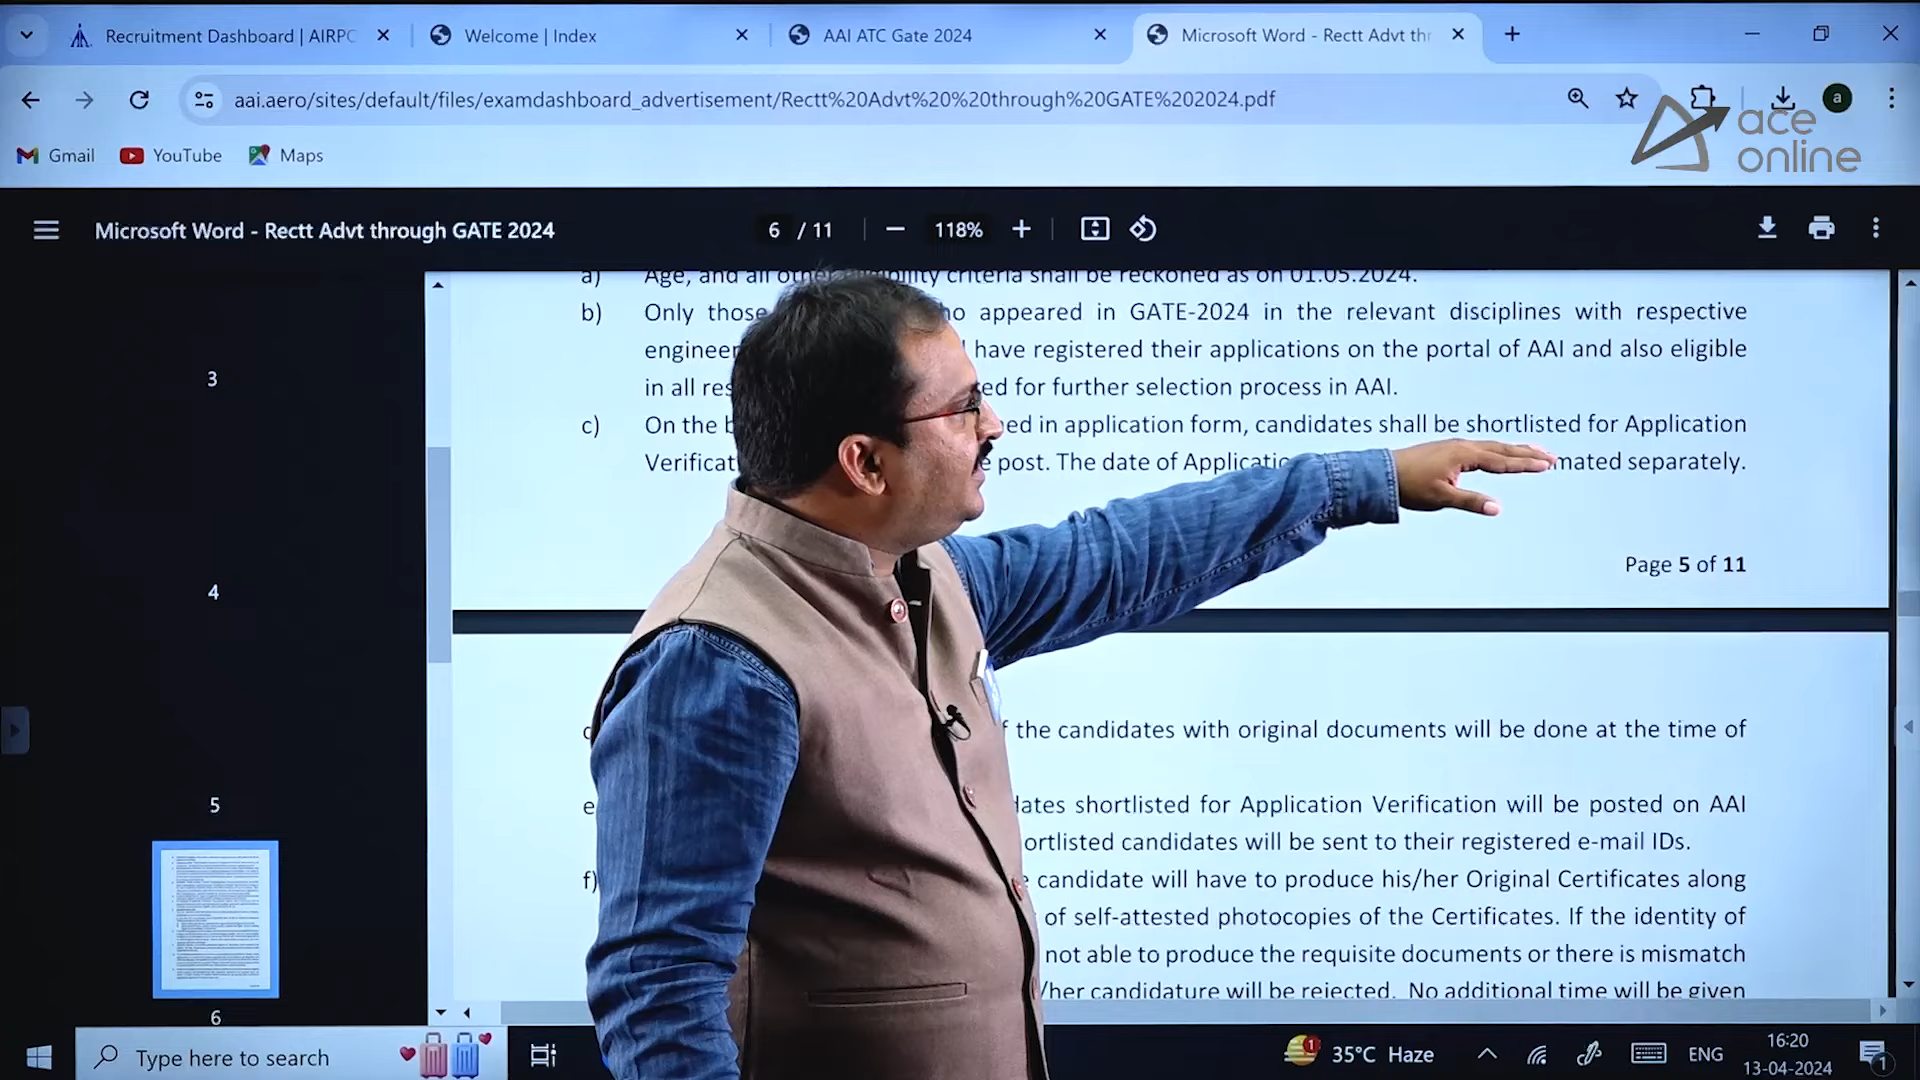 Recruitment Dashboard | AIRPC
Welcome | Index
AAI ATC Gate 2024
Microsoft Word - Rectt Advt thr
aai.aero/sites/default/files/examdashboard_advertisement/Rectt%20Advt%20%20through%20GATE%202024.pdf
a
Gmail
YouTube
Maps
ace
online
Microsoft Word - Rectt Advt through GATE 2024
6 / 11
118%
a) Age, and all other eligibility criteria shall be reckoned as on 01.05.2024.
b) Only those ho appeared in GATE-2024 in the relevant disciplines with respective
engineer have registered their applications on the portal of AAI and also eligible
in all res ed for further selection process in AAI.
c) On the b ed in application form, candidates shall be shortlisted for Application
Verificat e post. The date of Applicatio mated separately.
Page 5 of 11
f the candidates with original documents will be done at the time of
e dates shortlisted for Application Verification will be posted on AAI
ortlisted candidates will be sent to their registered e-mail IDs.
f) candidate will have to produce his/her Original Certificates along
of self-attested photocopies of the Certificates. If the identity of
not able to produce the requisite documents or there is mismatch
/her candidature will be rejected. No additional time will be given
3
4
5
6
Type here to search
1
35°C Haze
ENG
16:20
13-04-2024
1